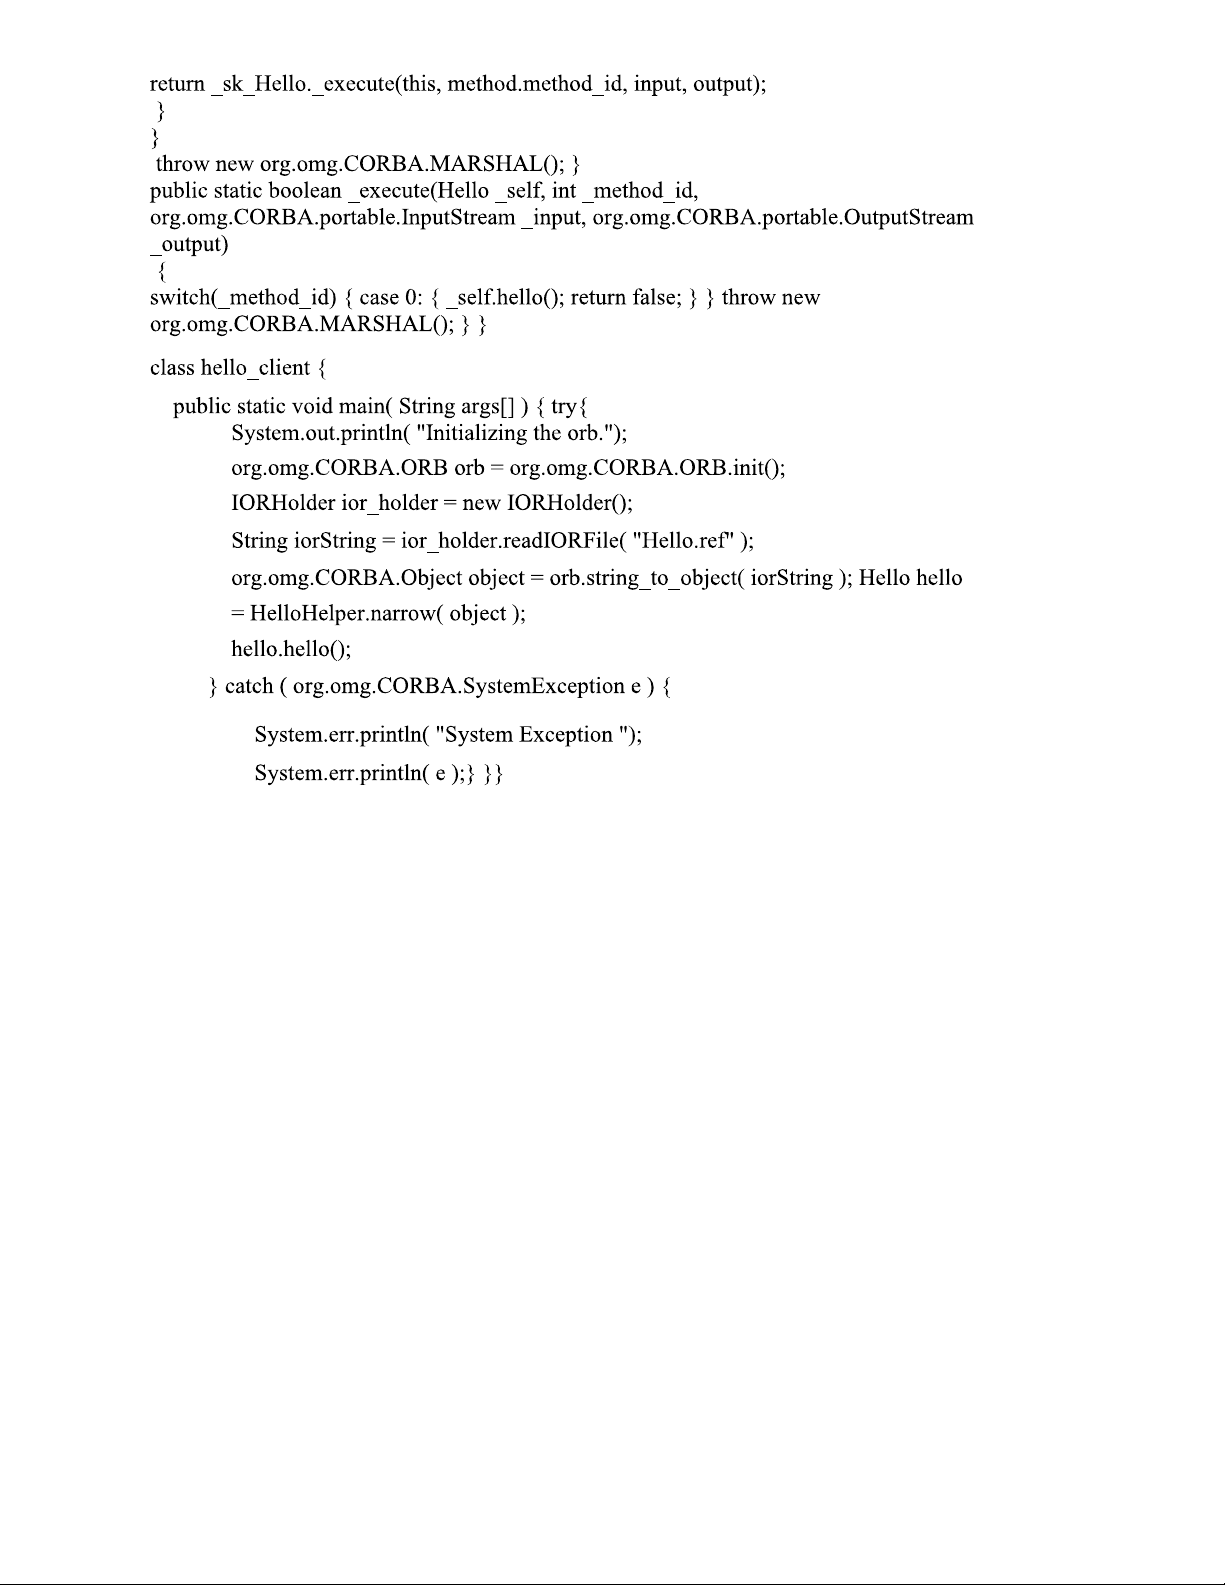 return _sk_Hello._execute(this, method.method_id, input, output);
}
}
throw new org.omg.CORBA.MARSHAL(); }
public static boolean _execute(Hello _self, int _method_id,
org.omg.CORBA.portable.InputStream _input, org.omg.CORBA.portable.OutputStream
_output)
{
switch(_method_id) { case 0: { _self.hello(); return false; } } throw new
org.omg.CORBA.MARSHAL(); } }
class hello_client {
public static void main( String args[] ) { try{
System.out.println( "Initializing the orb.");
org.omg.CORBA.ORB orb = org.omg.CORBA.ORB.init();
IORHolder ior_holder = new IORHolder();
String iorString = ior_holder.readIORFile( "Hello.ref" );
org.omg.CORBA.Object object = orb.string_to_object( iorString ); Hello hello
= HelloHelper.narrow( object );
hello.hello();
} catch ( org.omg.CORBA.SystemException e ) {
System.err.println( "System Exception ");
System.err.println( e );} }}